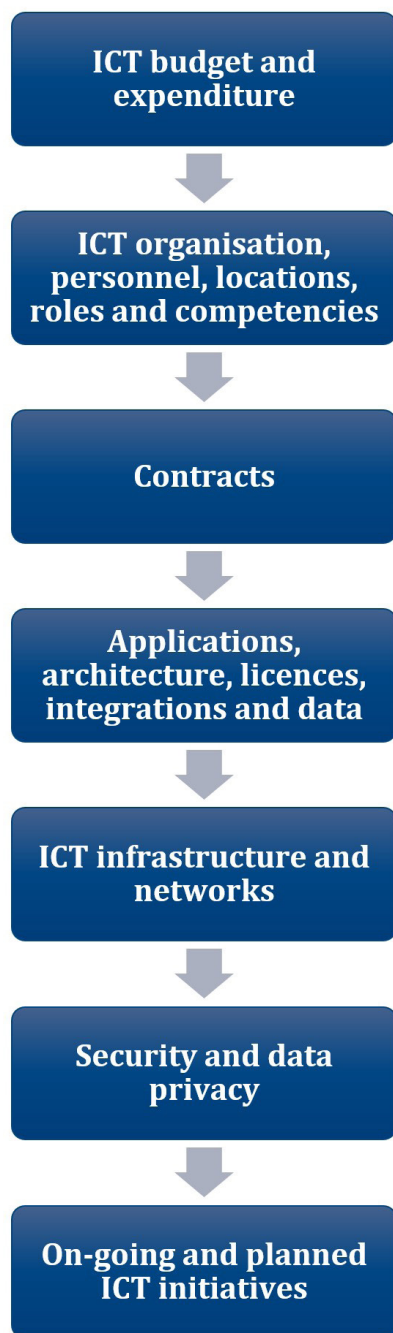 ICT budget and
expenditure
ICT organisation,
personnel, locations,
roles and competencies
Contracts
Applications,
architecture, licences,
integrations and data
ICT infrastructure and
networks
Security and data
privacy
On-going and planned
ICT initiatives